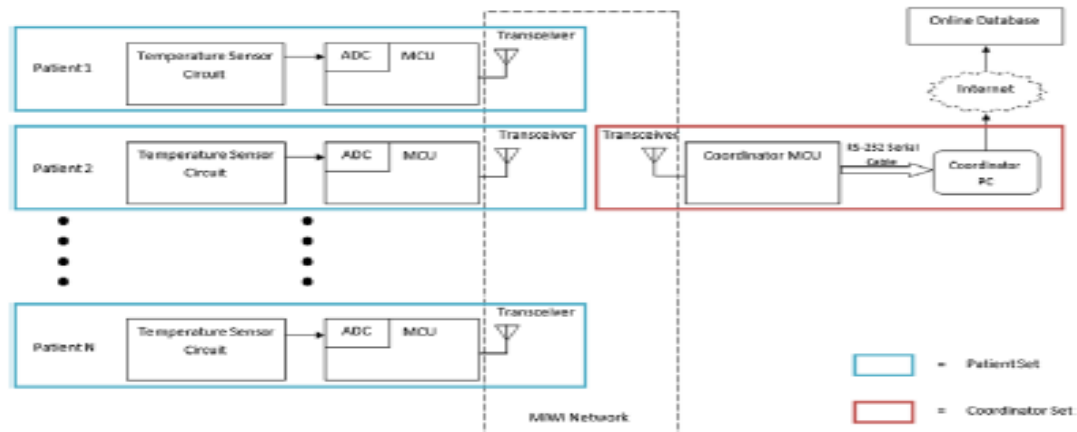 Online Database
Internet
Transceiver
Patient 1
Temperature Sensor
Circuit
ADC
MCU
Transceiver
Patient 2
Temperature Sensor
Circuit
ADC
MCU
Transceiver
Coordinator MCU
RS-232 Serial
Cable
Coordinator
PC
Transceiver
Patient N
Temperature Sensor
Circuit
ADC
MCU
MiWi Network
= Patient Set
= Coordinator Set